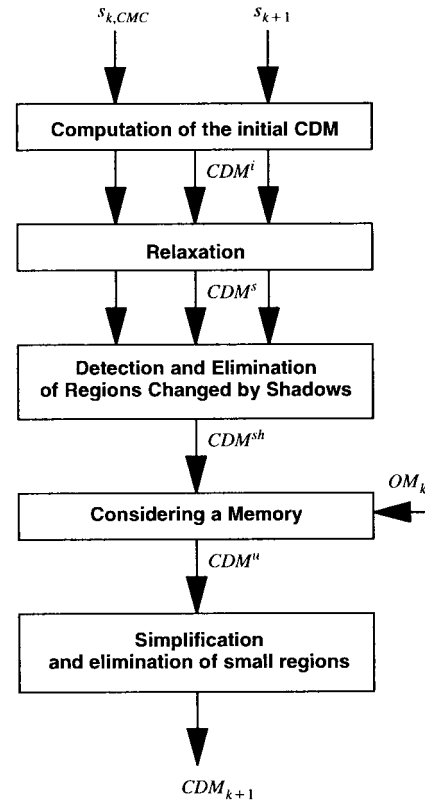 s_{k,CMC} s_{k+1}
Computation of the initial CDM
CDM^i
Relaxation
CDM^s
Detection and Elimination
of Regions Changed by Shadows
CDM^{sh}
OM_k
Considering a Memory
CDM^u
Simplification
and elimination of small regions
CDM_{k+1}